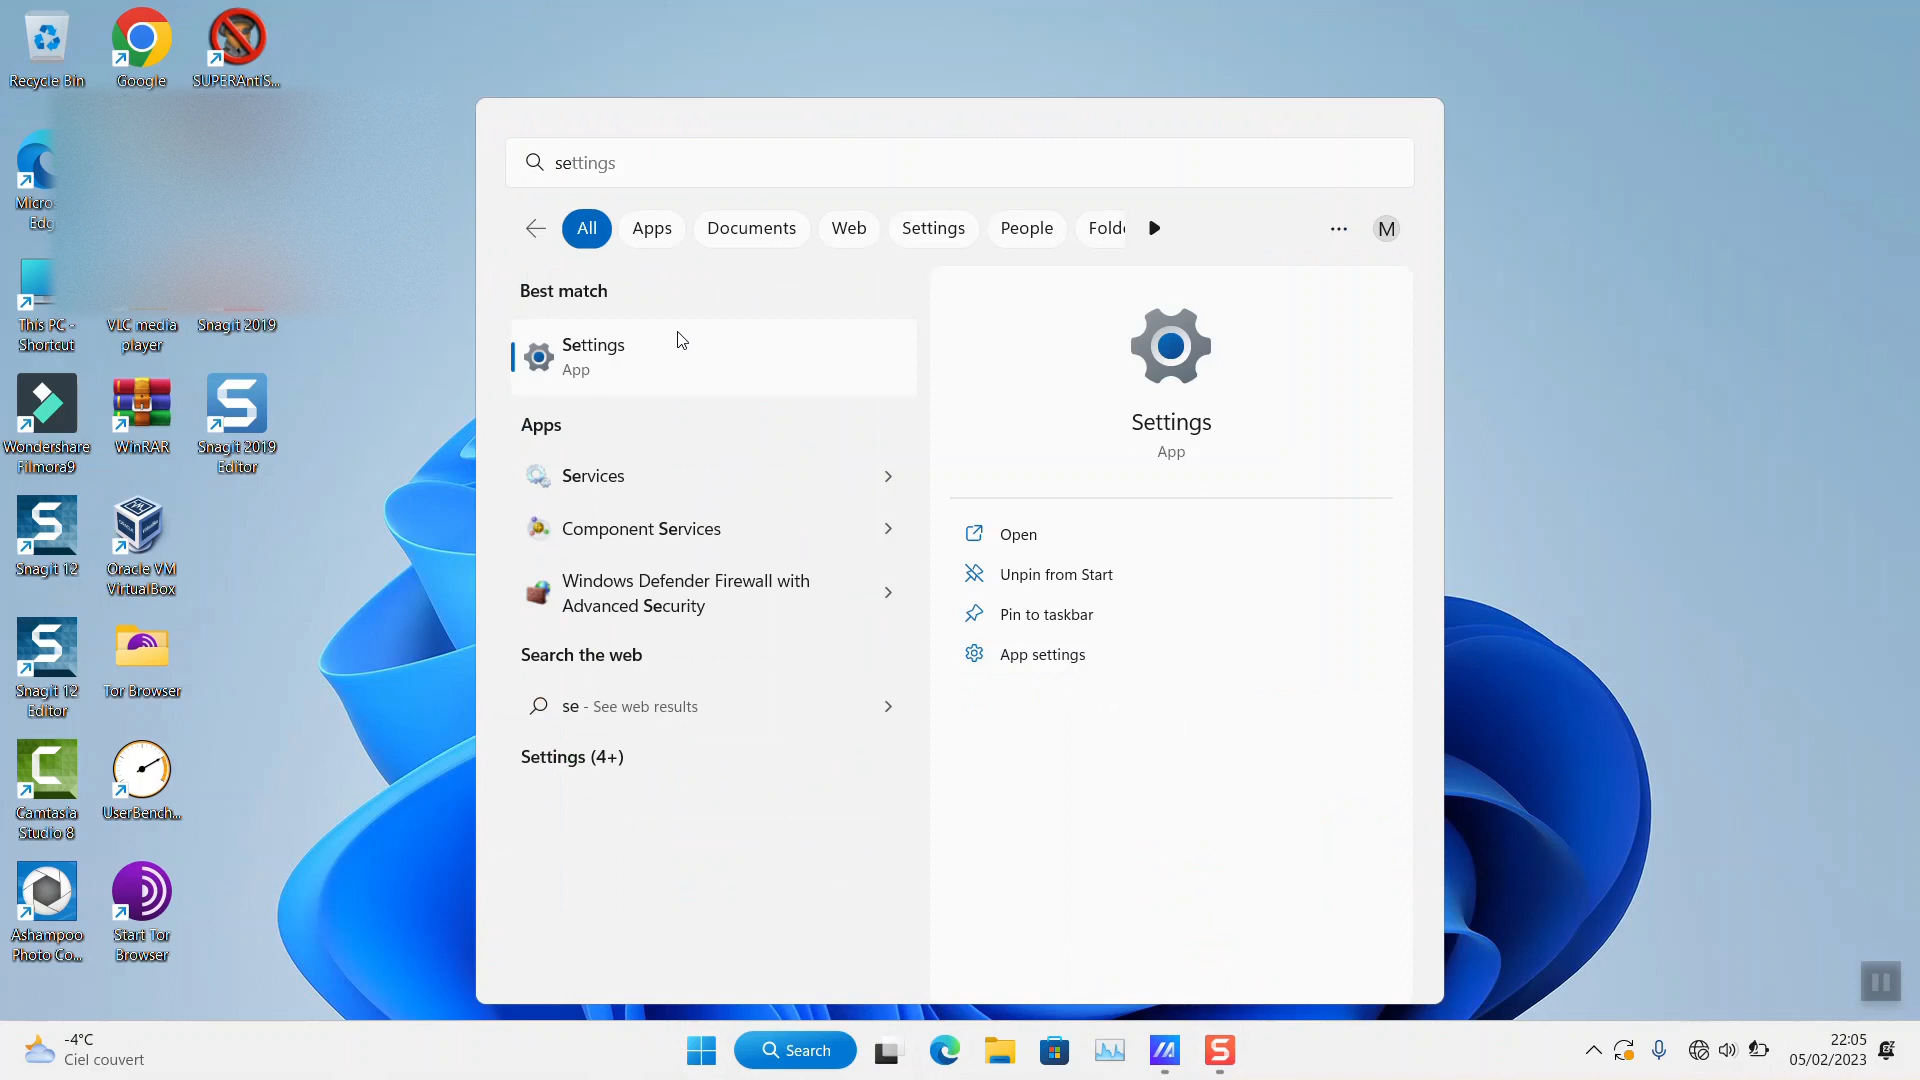 Recycle Bin
Google
SUPERAntiS...
Micro
Edg
This PC -
Shortcut
VLC media
player
Snagit 2019
Wondershare
Filmora9
WinRAR
Snagit 2019
Editor
Snagit 12
Oracle VM
VirtualBox
Snagit 12
Editor
Tor Browser
Camtasia
Studio 8
UserBench...
Ashampoo
Photo Co...
Start Tor
Browser
settings
All
Apps
Documents
Web
Settings
People
Folde
M
Best match
Settings
App
Apps
Services
Component Services
Windows Defender Firewall with
Advanced Security
Search the web
se - See web results
Settings (4+)
Settings
App
Open
Unpin from Start
Pin to taskbar
App settings
-4°C
Ciel couvert
Search
22:05
05/02/2023